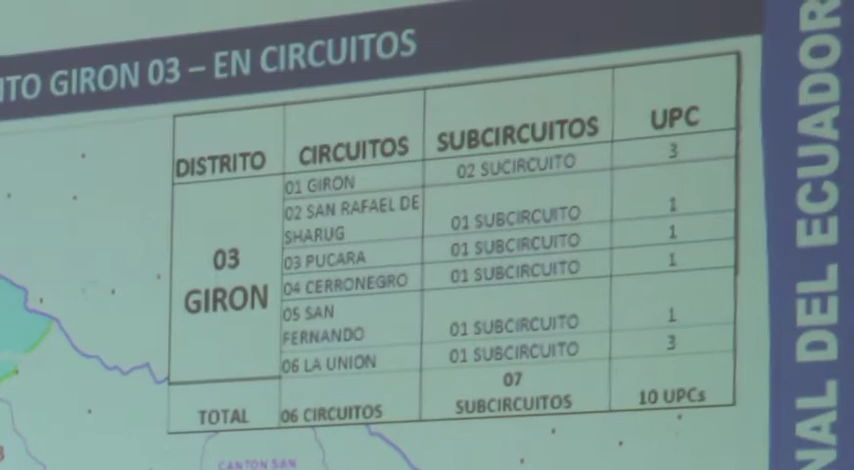 ITO GIRON 03 – EN CIRCUITOS
DISTRITO CIRCUITOS SUBCIRCUITOS UPC
01 GIRON 02 SUCIRCUITO 3
02 SAN RAFAEL DE
SHARUG 01 SUBCIRCUITO 1
03 PUCARA 01 SUBCIRCUITO 1
04 CERRONEGRO 01 SUBCIRCUITO 1
05 SAN
FERNANDO 01 SUBCIRCUITO 1
06 LA UNION 01 SUBCIRCUITO 3
03
GIRON
TOTAL 06 CIRCUITOS 07
SUBCIRCUITOS 10 UPCs
CANTON SAN
NAL DEL ECUADOR